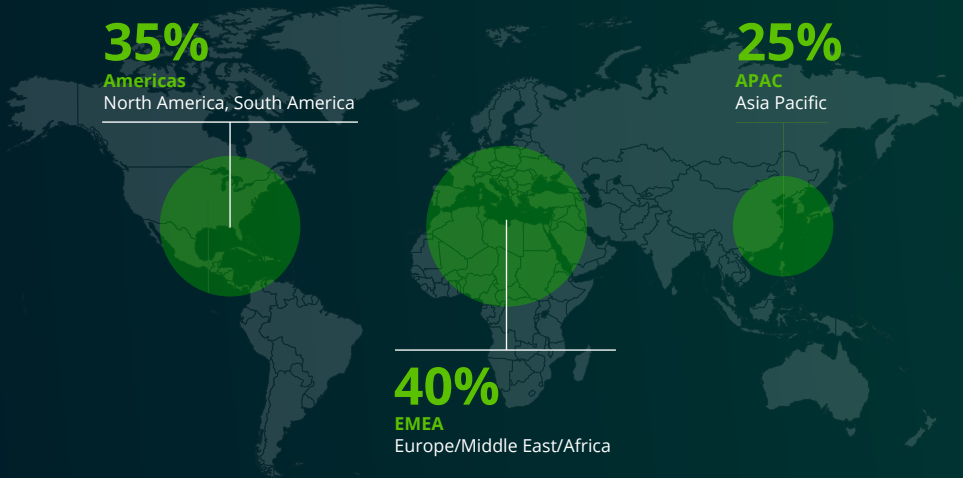 35%
Americas
North America, South America
25%
APAC
Asia Pacific
40%
EMEA
Europe/Middle East/Africa